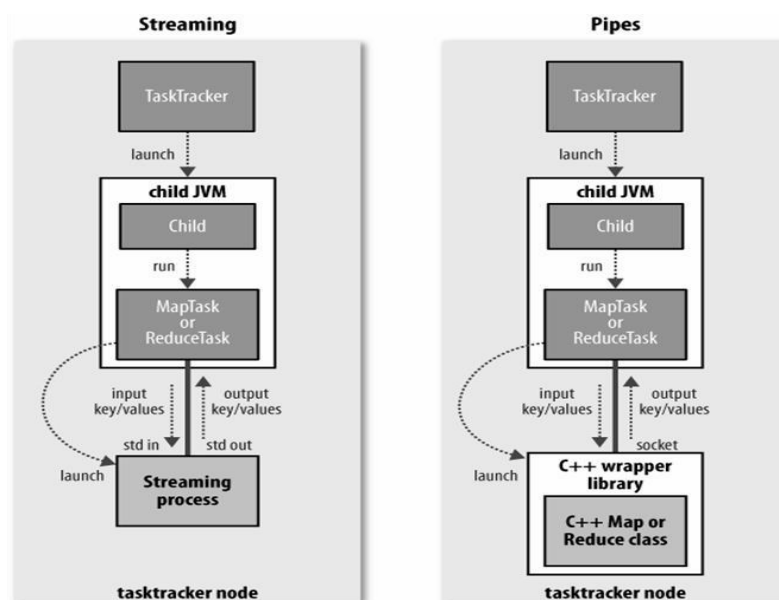 Streaming
TaskTracker
launch
child JVM
Child
run
MapTask
or
ReduceTask
input
key/values
output
key/values
std in
std out
launch
Streaming
process
tasktracker node
Pipes
TaskTracker
launch
child JVM
Child
run
MapTask
or
ReduceTask
input
key/values
output
key/values
socket
launch
C++ wrapper
library
C++ Map or
Reduce class
tasktracker node